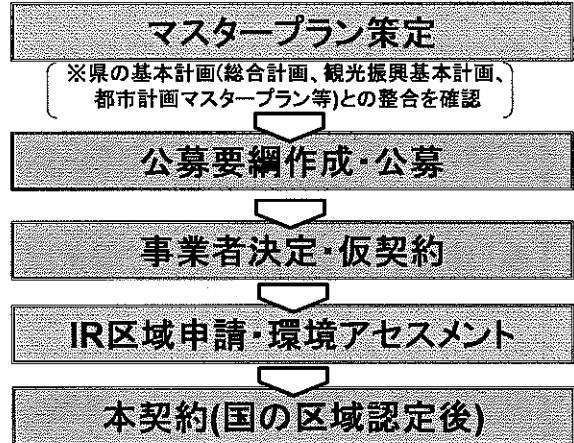 マスタープラン策定
※県の基本計画(総合計画、観光振興基本計画、
都市計画マスタープラン等)との整合を確認
公募要綱作成・公募
事業者決定・仮契約
IR区域申請・環境アセスメント
本契約(国の区域認定後)